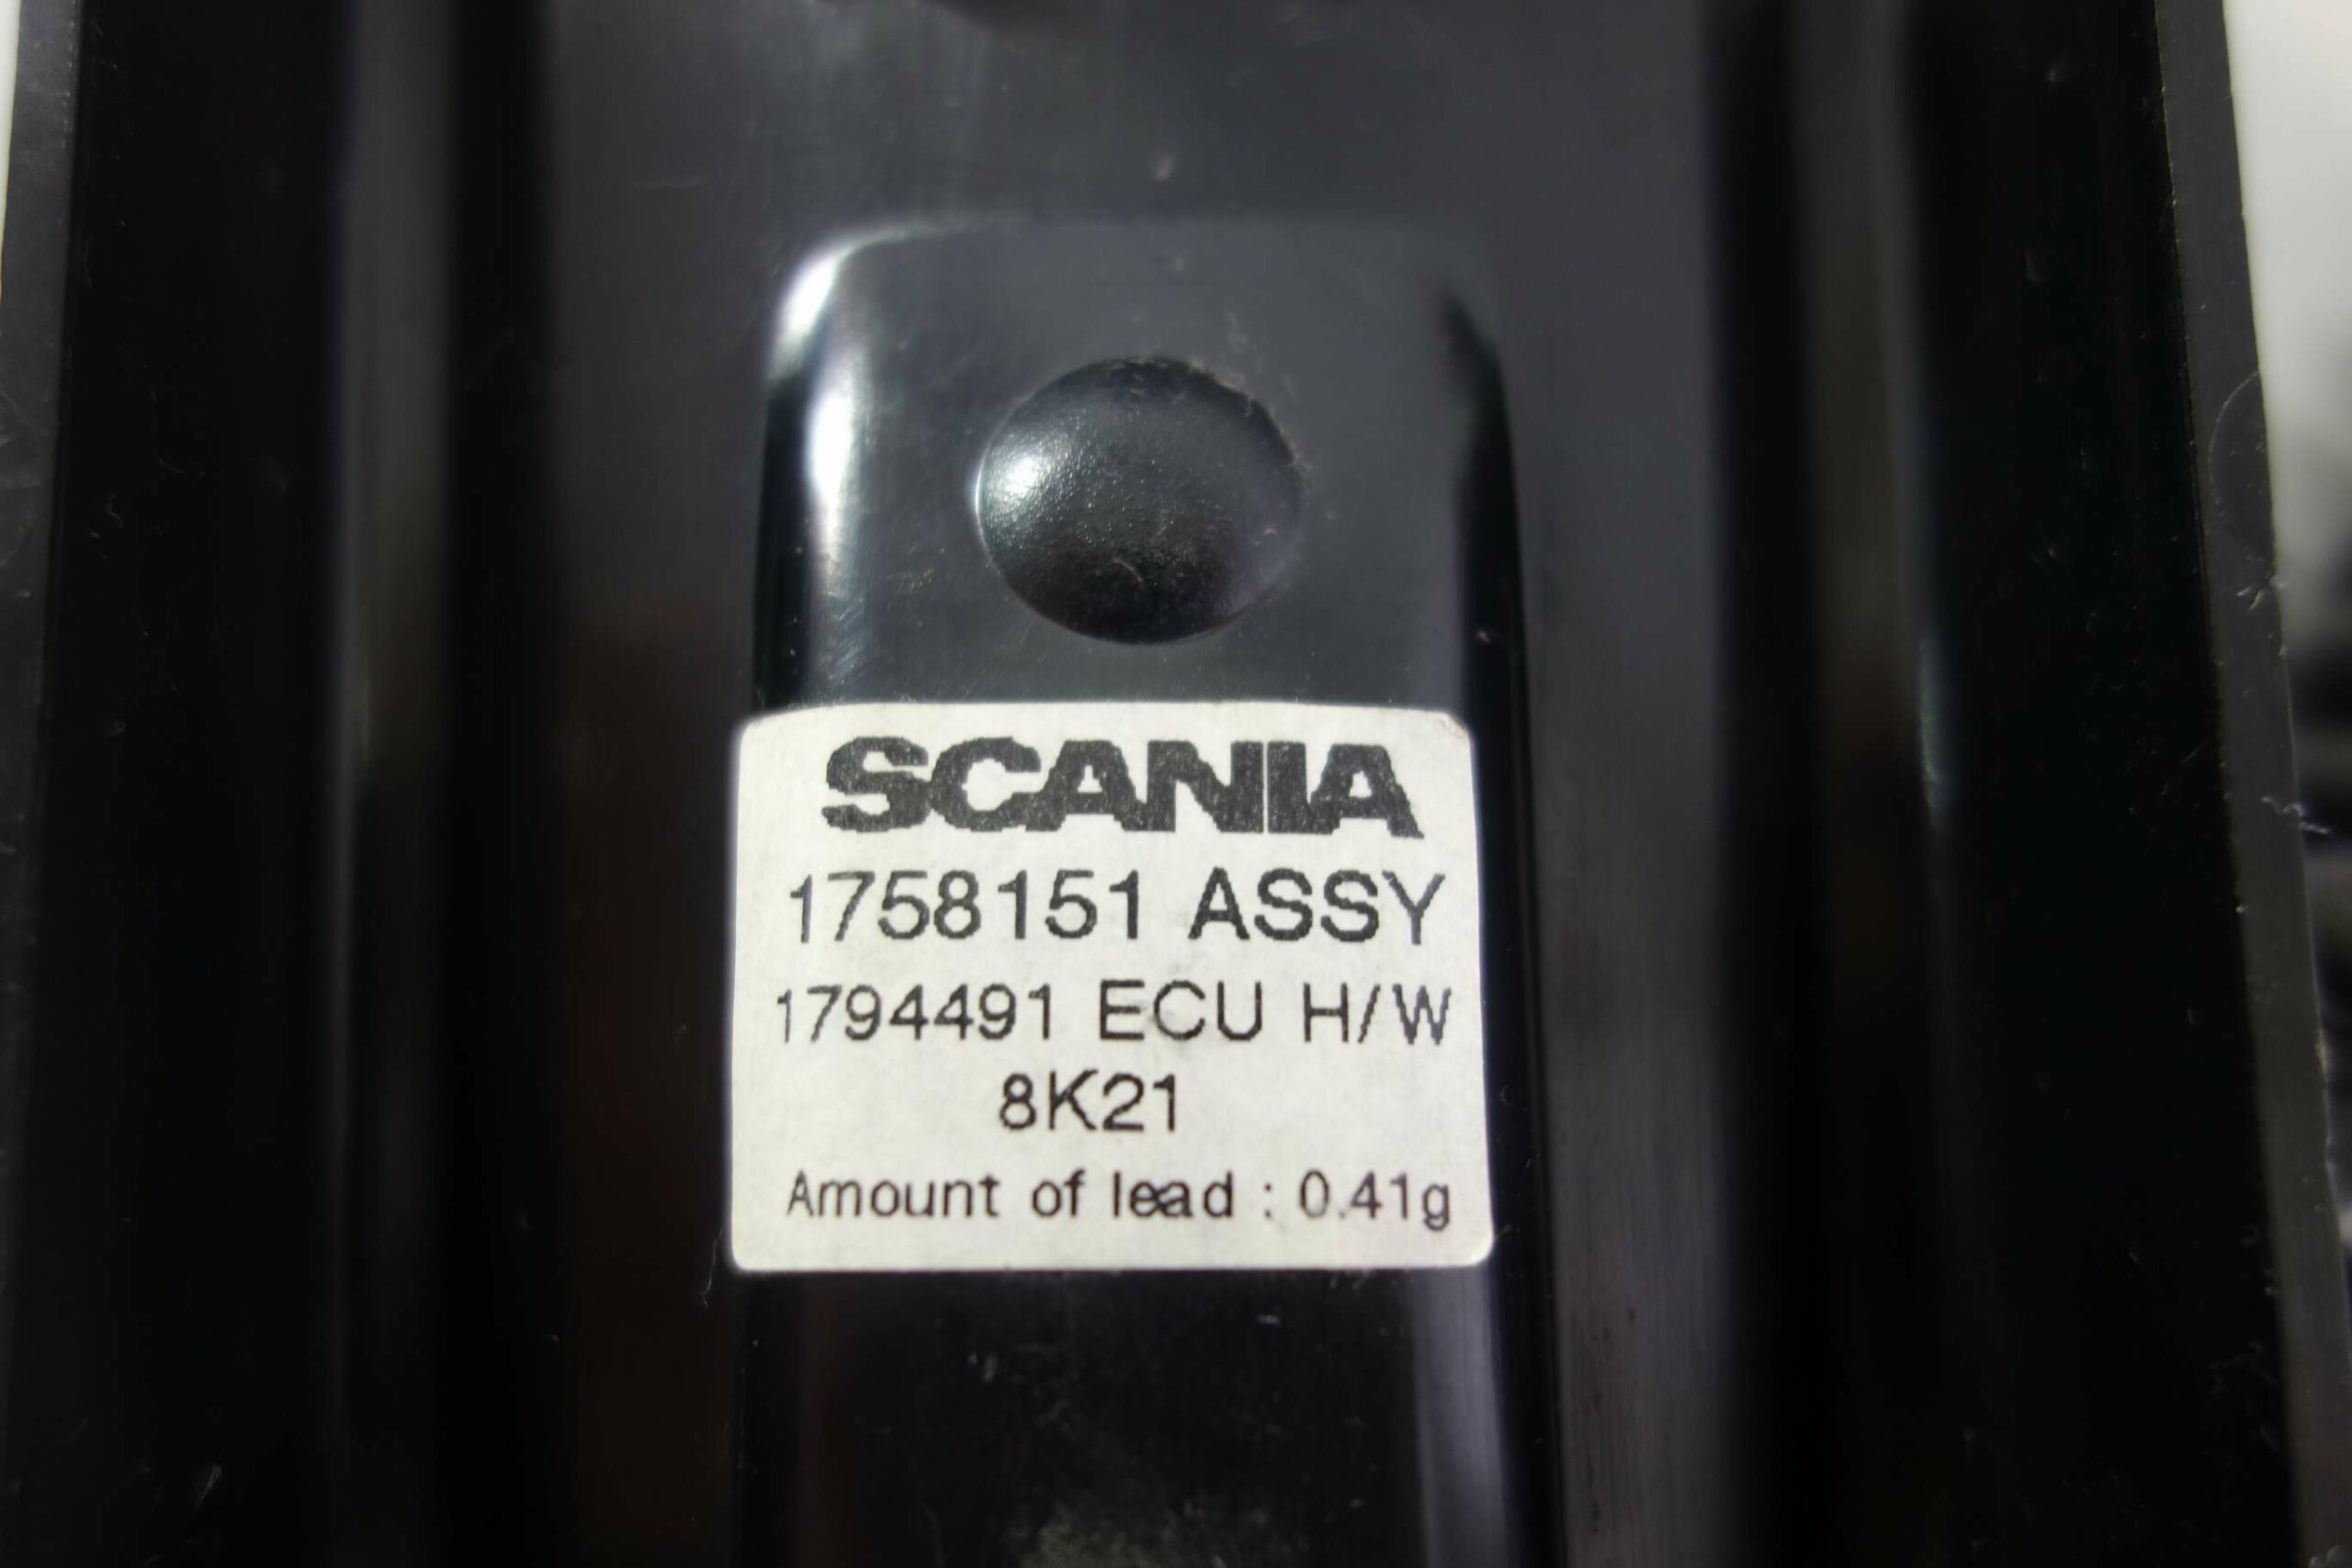 SCANIA
1758151 ASSY
1794491 ECU H/W
8K21
Amount of lead : 0.41g